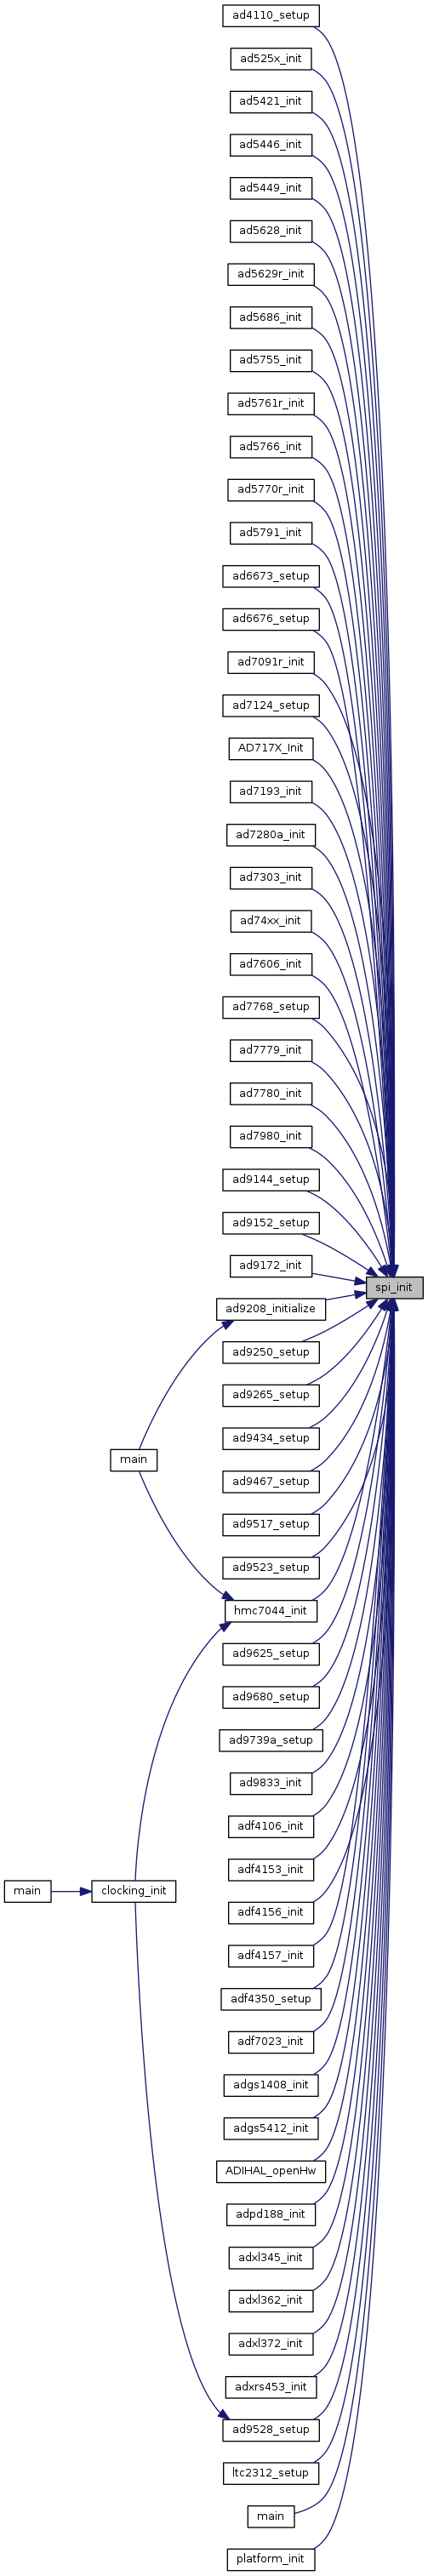 ad4110_setup
ad525x_init
ad5421_init
ad5446_init
ad5449_init
ad5628_init
ad5629r_init
ad5686_init
ad5755_init
ad5761r_init
ad5766_init
ad5770r_init
ad5791_init
ad6673_setup
ad6676_setup
ad7091r_init
ad7124_setup
AD717X_Init
ad7193_init
ad7280a_init
ad7303_init
ad74xx_init
ad7606_init
ad7768_setup
ad7779_init
ad7780_init
ad7980_init
ad9144_setup
ad9152_setup
ad9172_init
spi_init
ad9208_initialize
ad9250_setup
ad9265_setup
ad9434_setup
main
ad9467_setup
ad9517_setup
ad9523_setup
hmc7044_init
ad9625_setup
ad9680_setup
ad9739a_setup
ad9833_init
adf4106_init
adf4153_init
main
clocking_init
adf4156_init
adf4157_init
adf4350_setup
adf7023_init
adgs1408_init
adgs5412_init
ADIHAL_openHw
adpd188_init
adxl345_init
adxl362_init
adxl372_init
adxrs453_init
ad9528_setup
ltc2312_setup
main
platform_init